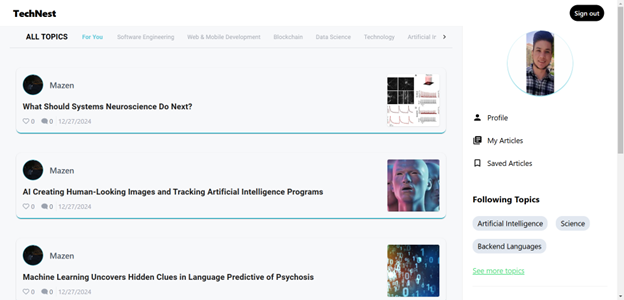 TechNest
Sign out
ALL TOPICS For You Software Engineering Web & Mobile Development Blockchain Data Science Technology Artificial I
Mazen
What Should Systems Neuroscience Do Next?
0 0 12/27/2024
Mazen
AI Creating Human-Looking Images and Tracking Artificial Intelligence Programs
0 0 12/27/2024
Mazen
Machine Learning Uncovers Hidden Clues in Language Predictive of Psychosis
0 0 12/27/2024
Profile
My Articles
Saved Articles
Following Topics
Artificial Intelligence Science
Backend Languages
See more topics